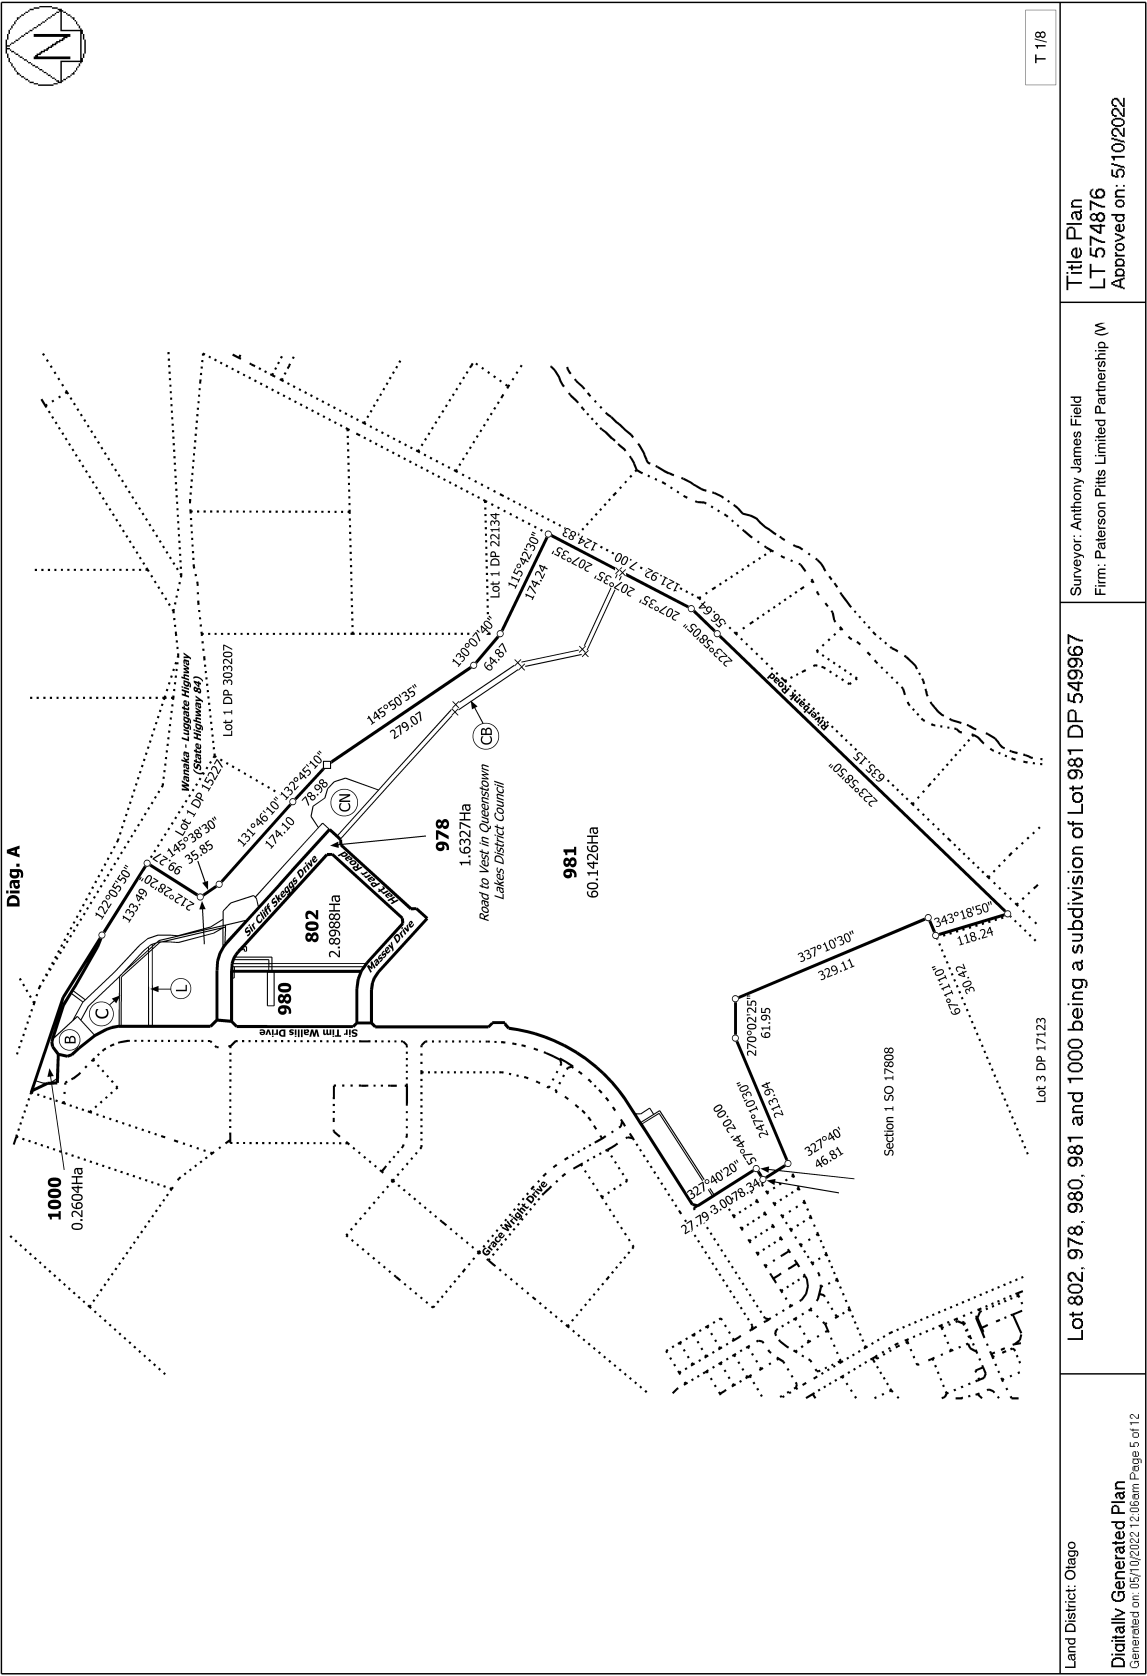 Diag. A
N
T 1/8
122°05'50"
133.49
99.27
212°28'20"
Lot 1 DP 15227
145°38'30"
35.85
Wanaka - Luggate Highway
(State Highway 84)
Lot 1 DP 303207
131°46'10"
174.10
132°45'10"
78.98
145°50'35"
279.07
130°07'40"
64.87
Lot 1 DP 22134
115°42'30"
174.24
207°35'
124.83
207°35'
7.00
207°35'
121.92
223°58'05"
56.64
Riverbank Road
223°58'50"
635.15
343°18'50"
118.24
67°11'10"
30.42
337°10'30"
329.11
270°02'25"
61.95
247°10'30"
213.94
327°40'
46.81
57°44'
20.00
327°40'20"
78.34
3.00
27.79
B
C
L
CN
CB
1000
0.2604Ha
Sir Cliff Skeggs Drive
Hart Parr Road
Massey Drive
Sir Tim Wallis Drive
Grace Wright Drive
802
2.8988Ha
980
978
1.6327Ha
Road to Vest in Queenstown
Lakes District Council
981
60.1426Ha
Section 1 SO 17808
Lot 3 DP 17123
Land District: Otago
Digitally Generated Plan
Generated on: 05/10/2022 12:06am Page 5 of 12
Lot 802, 978, 980, 981 and 1000 being a subdivision of Lot 981 DP 549967
Surveyor: Anthony James Field
Firm: Paterson Pitts Limited Partnership (W
Title Plan
LT 574876
Approved on: 5/10/2022